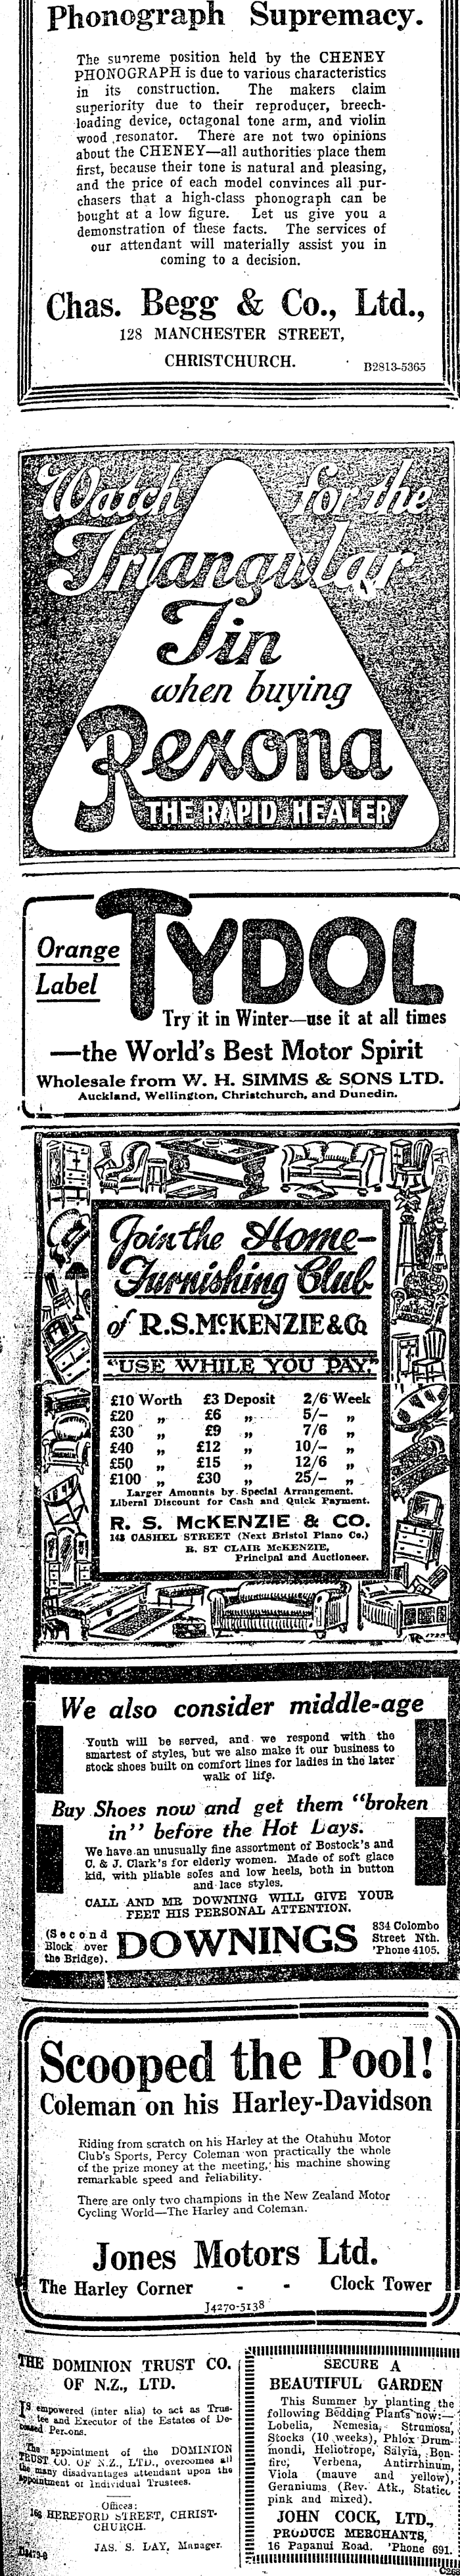 Phonograph Supremacy.
The supreme position held by the CHENEY
PHONOGRAPH is due to various characteristics
in its construction. The makers claim
superiority due to their reproducer, breech-
loading device, octagonal tone arm, and violin
wood resonator. There are not two opinions
about the CHENEY—all authorities place them
first, because their tone is natural and pleasing,
and the price of each model convinces all pur-
chasers that a high-class phonograph can be
bought at a low figure. Let us give you a
demonstration of these facts. The services of
our attendant will materially assist you in
coming to a decision.
Chas. Begg & Co., Ltd.,
128 MANCHESTER STREET,
CHRISTCHURCH.
B2813-5365
Watch for the
Triangular
Tin
when buying
Rexona
THE RAPID HEALER
Orange
Label
TYDOL
Try it in Winter—use it at all times
—the World's Best Motor Spirit
Wholesale from W. H. SIMMS & SONS LTD.
Auckland, Wellington, Christchurch, and Dunedin.
Join the Home-
Furnishing Club
of R.S. McKENZIE & Co
"USE WHILE YOU PAY"
£10 Worth £3 Deposit 2/6 Week
£20 „ £6 „ 5/- „
£30 „ £9 „ 7/6 „
£40 „ £12 „ 10/- „
£50 „ £15 „ 12/6 „
£100 „ £30 „ 25/- „
Larger Amounts by Special Arrangement.
Liberal Discount for Cash and Quick Payment.
R. S. McKENZIE & CO.
148 CASHEL STREET (Next Bristol Piano Co.)
R. ST CLAIR McKENZIE,
Principal and Auctioneer.
We also consider middle-age
Youth will be served, and we respond with the
smartest of styles, but we also make it our business to
stock shoes built on comfort lines for ladies in the later
walk of life.
Buy Shoes now and get them "broken
in" before the Hot Days.
We have an unusually fine assortment of Bostock's and
C. & J. Clark's for elderly women. Made of soft glace
kid, with pliable soles and low heels, both in button
and lace styles.
CALL AND MR DOWNING WILL GIVE YOUR
FEET HIS PERSONAL ATTENTION.
(Second
Block over
the Bridge).
DOWNINGS
834 Colombo
Street Nth.
'Phone 4105.
Scooped the Pool!
Coleman on his Harley-Davidson
Riding from scratch on his Harley at the Otahuhu Motor
Club's Sports, Percy Coleman won practically the whole
of the prize money at the meeting, his machine showing
remarkable speed and reliability.
There are only two champions in the New Zealand Motor
Cycling World—The Harley and Coleman.
Jones Motors Ltd.
The Harley Corner - - Clock Tower
J4270-5138
THE DOMINION TRUST CO.
OF N.Z., LTD.
IS empowered (inter alia) to act as Trus-
tee and Executor of the Estates of De-
ceased Persons.
The appointment of the DOMINION
TRUST CO. OF N.Z., LTD., overcomes all
the many disadvantages attendant upon the
appointment of Individual Trustees.
Offices:
166 HEREFORD STREET, CHRIST-
CHURCH.
JAS. S. DAY, Manager.
SECURE A
BEAUTIFUL GARDEN
This Summer by planting the
following Bedding Plants now:—
Lobelia, Nemesia, Strumosa,
Stocks (10 weeks), Phlox Drum-
mondi, Heliotrope, Salvia, Bon-
fire; Verbena, Antirrhinum,
Viola (mauve and yellow),
Geraniums (Rev. Atk., Statice
pink and mixed).
JOHN COCK, LTD.,
PRODUCE MERCHANTS,
16 Papanui Road. 'Phone 691.